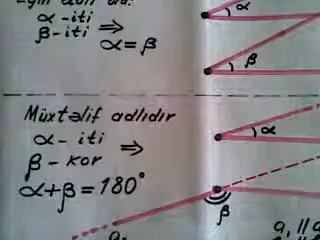 α-iti
β-iti ⇒
α = β
α
β
Müxtəlif adlıdır
α - iti
β - kor ⇒
α+β = 180°
α
β